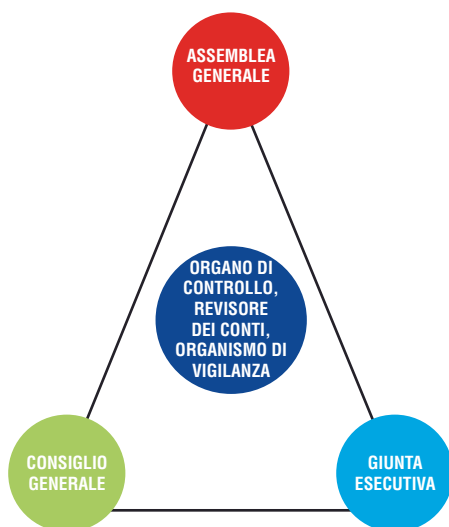 ASSEMBLEA
GENERALE
ORGANO DI
CONTROLLO,
REVISORE
DEI CONTI,
ORGANISMO DI
VIGILANZA
CONSIGLIO
GENERALE
GIUNTA
ESECUTIVA